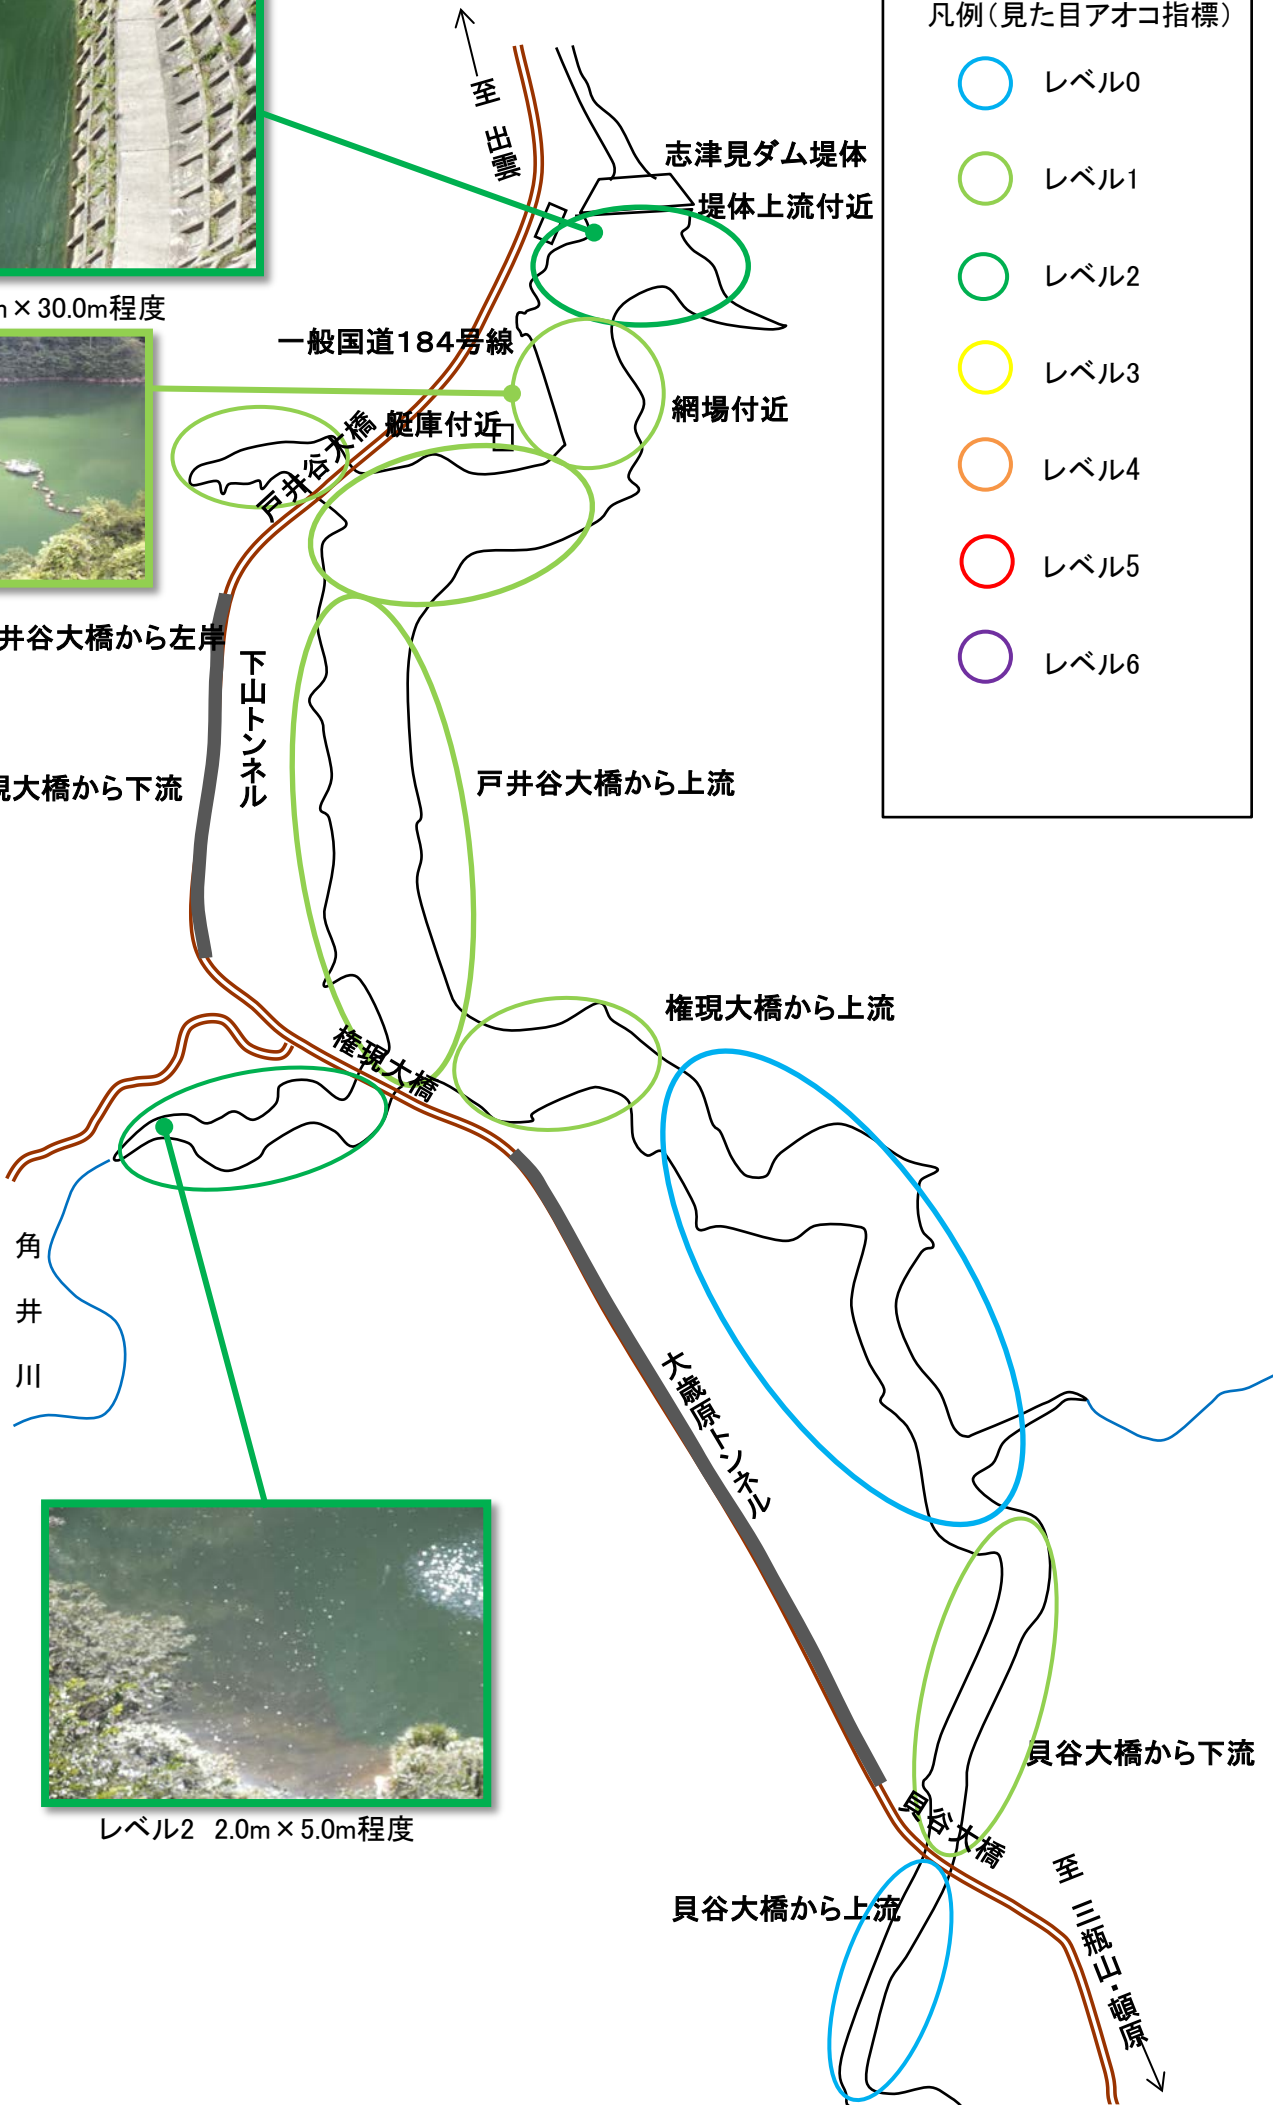 凡例（見た目アオコ指標）
レベル0
レベル1
レベル2
レベル3
レベル4
レベル5
レベル6
至 出雲
志津見ダム堤体
堤体上流付近
m×30.0m程度
一般国道184号線
網場付近
艇庫付近
戸井谷大橋
井谷大橋から左岸
下山トンネル
現大橋から下流
戸井谷大橋から上流
権現大橋から上流
権現大橋
角井川
大歳原トンネル
レベル2 2.0m×5.0m程度
貝谷大橋から下流
貝谷大橋
貝谷大橋から上流
至 三瓶山・頓原